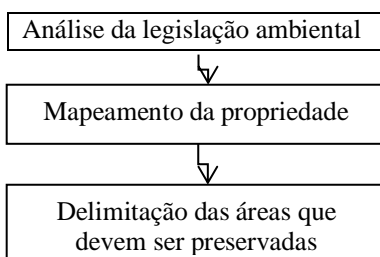 Análise da legislação ambiental
Mapeamento da propriedade
Delimitação das áreas que
devem ser preservadas